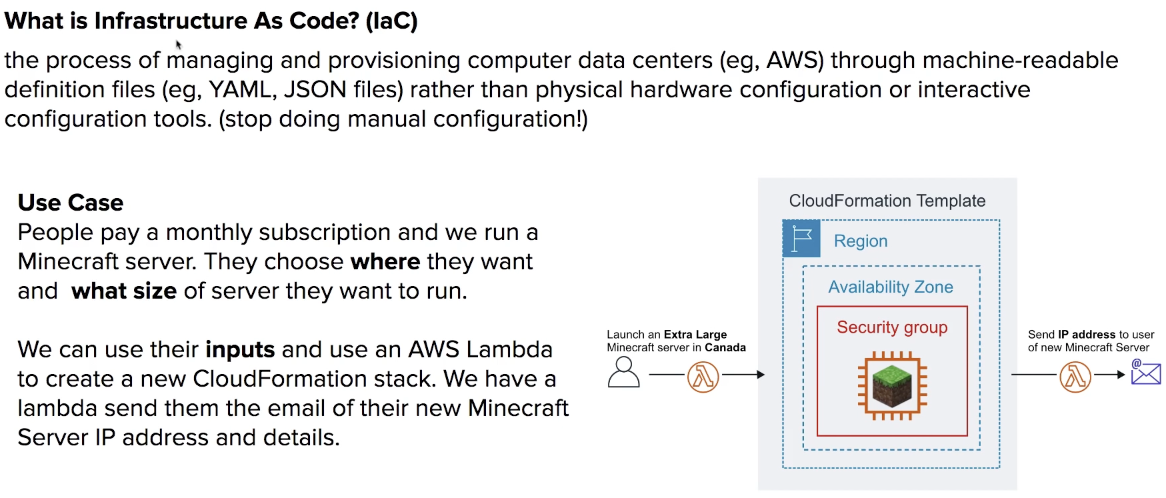 What is Infrastructure As Code? (IaC)
the process of managing and provisioning computer data centers (eg, AWS) through machine-readable
definition files (eg, YAML, JSON files) rather than physical hardware configuration or interactive
configuration tools. (stop doing manual configuration!)
Use Case
People pay a monthly subscription and we run a
Minecraft server. They choose where they want
and what size of server they want to run.
We can use their inputs and use an AWS Lambda
to create a new CloudFormation stack. We have a
lambda send them the email of their new Minecraft
Server IP address and details.
CloudFormation Template
Region
Availability Zone
Security group
Launch an Extra Large
Minecraft server in Canada
Send IP address to user
of new Minecraft Server
@